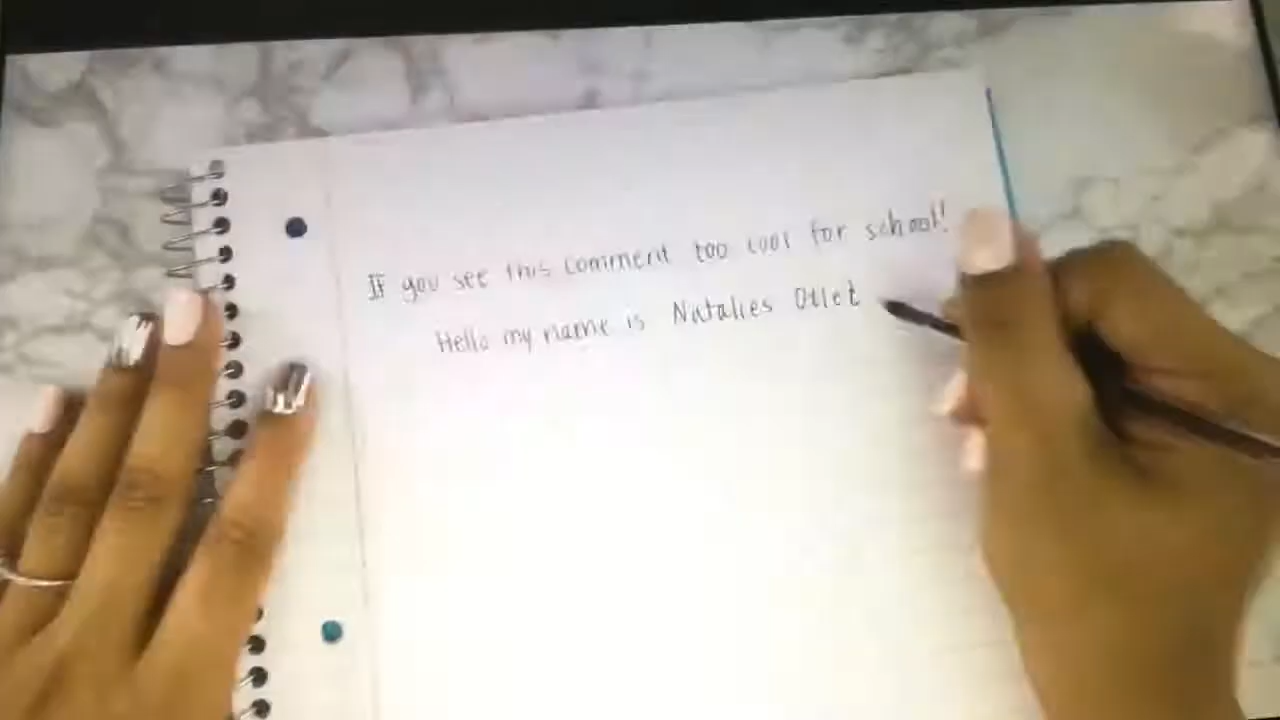 If you see this comment too cool for school!
Hello my name is Natalies Otlet